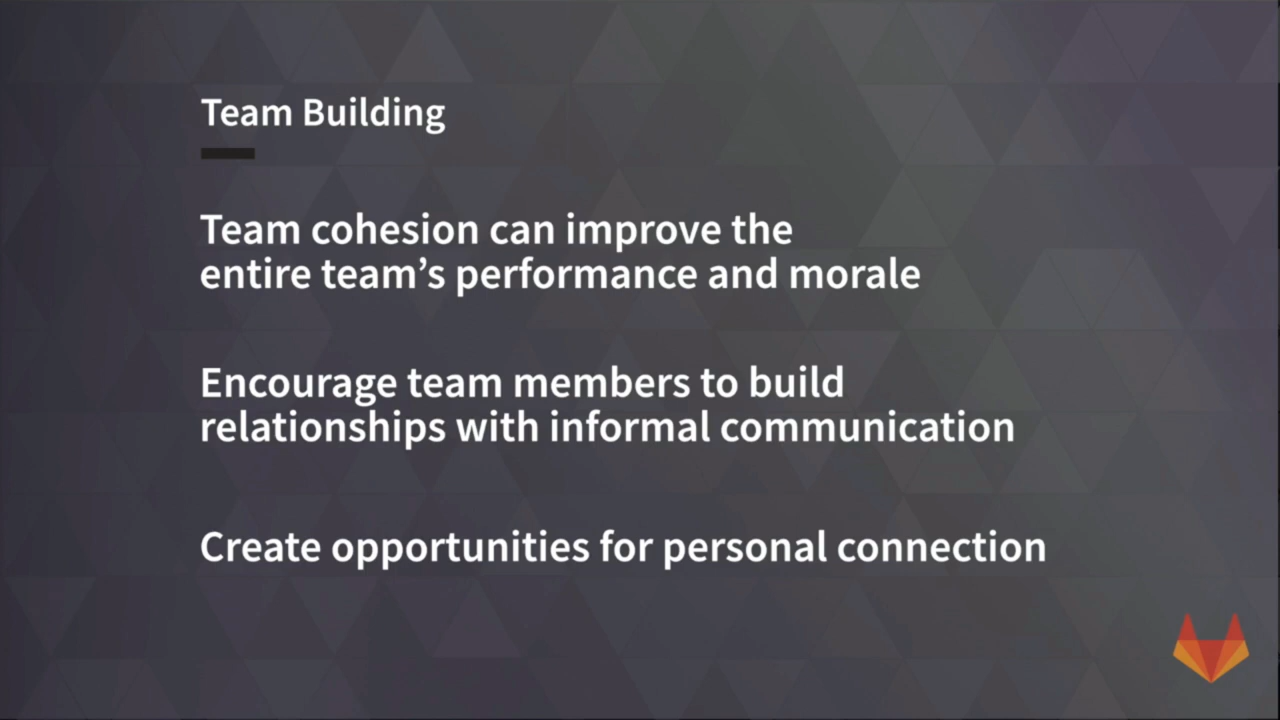 Team Building
Team cohesion can improve the
entire team’s performance and morale
Encourage team members to build
relationships with informal communication
Create opportunities for personal connection